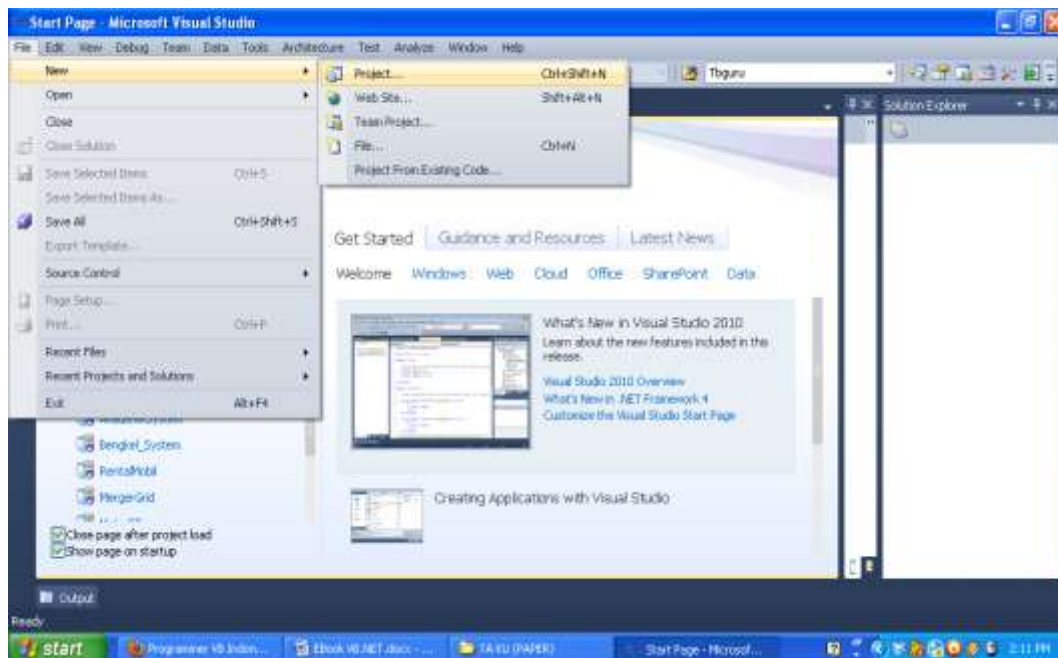 Start Page - Microsoft Visual Studio
File Edit View Debug Team Data Tools Architecture Test Analyze Window Help
New
Open
Close
Close Solution
Save Selected Items Ctrl+S
Save Selected Items As...
Save All Ctrl+Shift+S
Export Template...
Source Control
Page Setup...
Print... Ctrl+P
Recent Files
Recent Projects and Solutions
Exit Alt+F4
Project... Ctrl+Shift+N
Web Site... Shift+Alt+N
Team Project...
File... Ctrl+N
Project From Existing Code...
Tbguru
Solution Explorer
Get Started Guidance and Resources Latest News
Welcome Windows Web Cloud Office SharePoint Data
What's New in Visual Studio 2010
Learn about the new features included in this
release.
Visual Studio 2010 Overview
What's New in .NET Framework 4
Customize the Visual Studio Start Page
Creating Applications with Visual Studio
Bengkel_System
RentalMobil
MergerGrid
Close page after project load
Show page on startup
Output
Ready
start Programmer VB Indon... Ebook VB.NET.docx - ... TA KU (PAPER) Start Page - Microsof... 2:11 PM